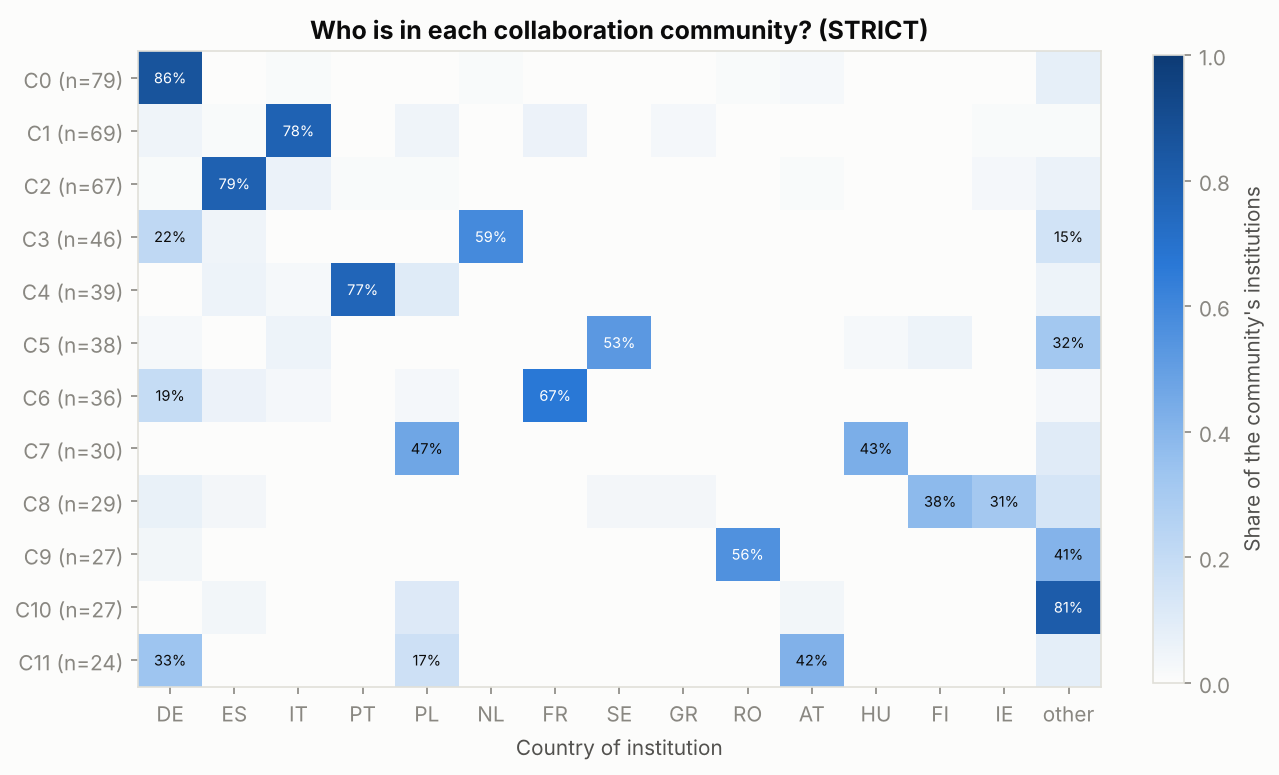 Who is in each collaboration community? (STRICT)
C0 (n=79) 86%
C1 (n=69) 78%
C2 (n=67) 79%
C3 (n=46) 22% 59% 15%
C4 (n=39) 77%
C5 (n=38) 53% 32%
C6 (n=36) 19% 67%
C7 (n=30) 47% 43%
C8 (n=29) 38% 31%
C9 (n=27) 56% 41%
C10 (n=27) 81%
C11 (n=24) 33% 17% 42%
DE ES IT PT PL NL FR SE GR RO AT HU FI IE other
Country of institution
1.0
0.8
0.6
0.4
0.2
0.0
Share of the community's institutions